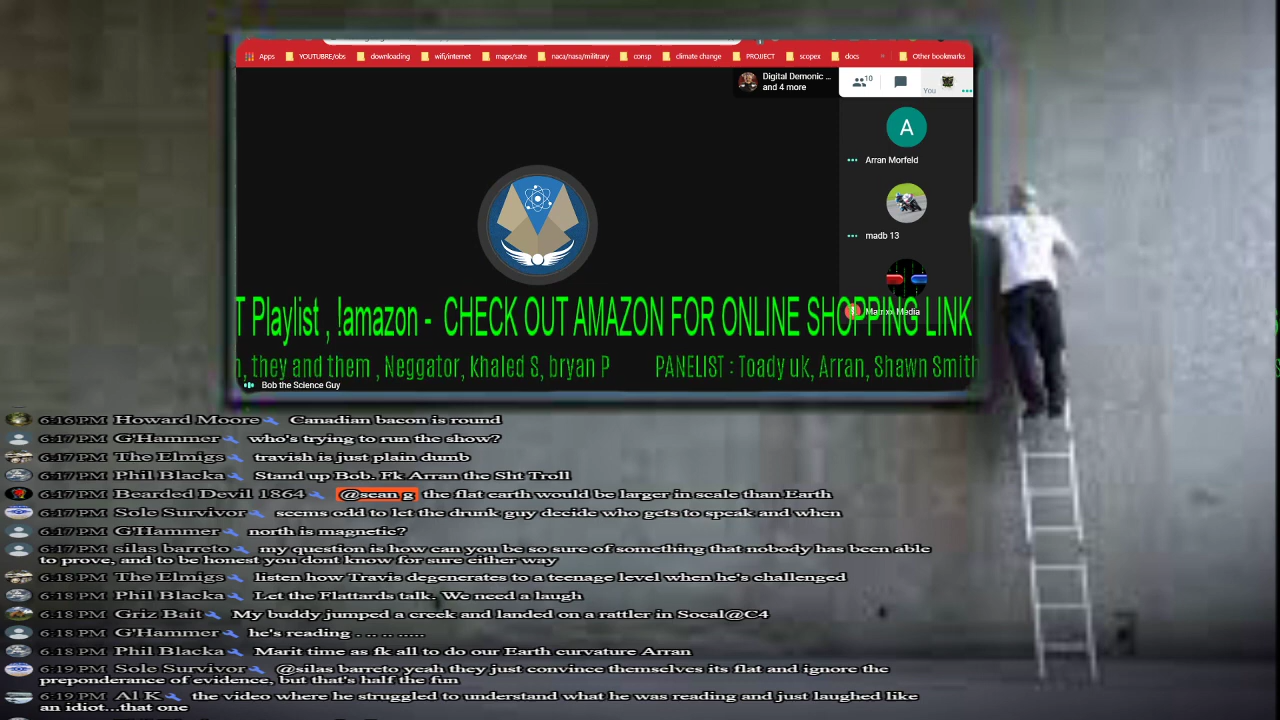 Apps YOUTUBRE/obs downloading wifi/internet maps/sate naca/nasa/military consp climate change PROJECT scopex docs Other bookmarks
Digital Demonic ...
and 4 more
10
You
A
Arran Morfeld
madb 13
Matrixx Media
T Playlist , !amazon - CHECK OUT AMAZON FOR ONLINE SHOPPING LINK
, they and them , Neggator, khaled S, bryan P PANELIST : Toady uk, Arran, Shawn Smith
Bob the Science Guy
6:16 PM Howard Moore Canadian bacon is round
6:17 PM G'Hammer who's trying to run the show?
6:17 PM The Elmigs travish is just plain dumb
6:17 PM Phil Blacka Stand up Bob, Fk Arran the Sht Troll
6:17 PM Bearded Devil 1864 @sean g the flat earth would be larger in scale than Earth
6:17 PM Sole Survivor seems odd to let the drunk guy decide who gets to speak and when
6:17 PM G'Hammer north is magnetic?
6:17 PM silas barreto my question is how can you be so sure of something that nobody has been able
to prove, and to be honest you dont know for sure either way
6:18 PM The Elmigs listen how Travis degenerates to a teenage level when he's challenged
6:18 PM Phil Blacka Let the Flattards talk. We need a laugh
6:18 PM Griz Bait My buddy jumped a creek and landed on a rattler in Socal@C4
6:18 PM G'Hammer he's reading . .. .. .....
6:18 PM Phil Blacka Marit time as fk all to do our Earth curvature Arran
6:19 PM Sole Survivor @silas barreto yeah they just convince themselves its flat and ignore the
preponderance of evidence, but that's half the fun
6:19 PM Al K the video where he struggled to understand what he was reading and just laughed like
an idiot...that one